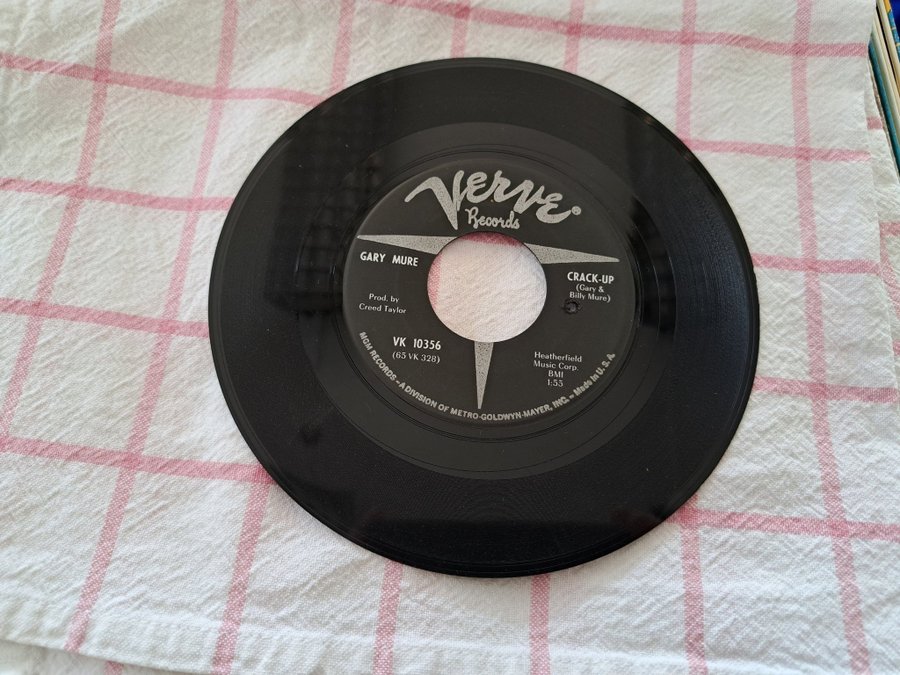 Verve®
Records
GARY MURE
CRACK-UP
(Gary &
Billy Mure)
Prod. by
Creed Taylor
VK 10356
(65 VK 328)
Heatherfield
Music Corp.
BMI
1:55
MGM RECORDS – A DIVISION OF METRO-GOLDWYN-MAYER, INC. – Made in U.S.A.